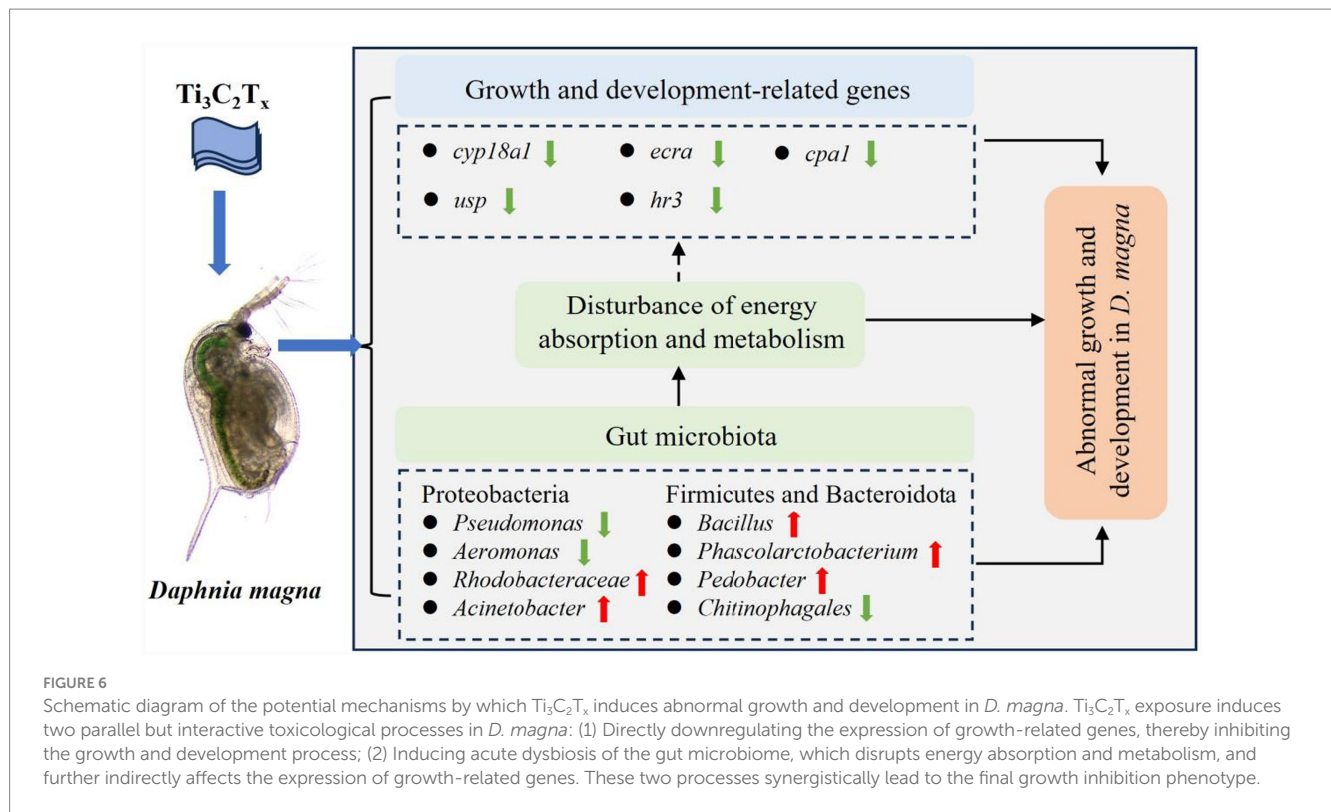 Ti₃C₂Tₓ
Daphnia magna
Growth and development-related genes
● cyp18a1 ● ecra ● cpa1
● usp ● hr3
Disturbance of energy
absorption and metabolism
Gut microbiota
Proteobacteria
● Pseudomonas
● Aeromonas
● Rhodobacteraceae
● Acinetobacter
Firmicutes and Bacteroidota
● Bacillus
● Phascolarctobacterium
● Pedobacter
● Chitinophagales
Abnormal growth and
development in D. magna
FIGURE 6
Schematic diagram of the potential mechanisms by which Ti₃C₂Tₓ induces abnormal growth and development in D. magna. Ti₃C₂Tₓ exposure induces
two parallel but interactive toxicological processes in D. magna: (1) Directly downregulating the expression of growth-related genes, thereby inhibiting
the growth and development process; (2) Inducing acute dysbiosis of the gut microbiome, which disrupts energy absorption and metabolism, and
further indirectly affects the expression of growth-related genes. These two processes synergistically lead to the final growth inhibition phenotype.